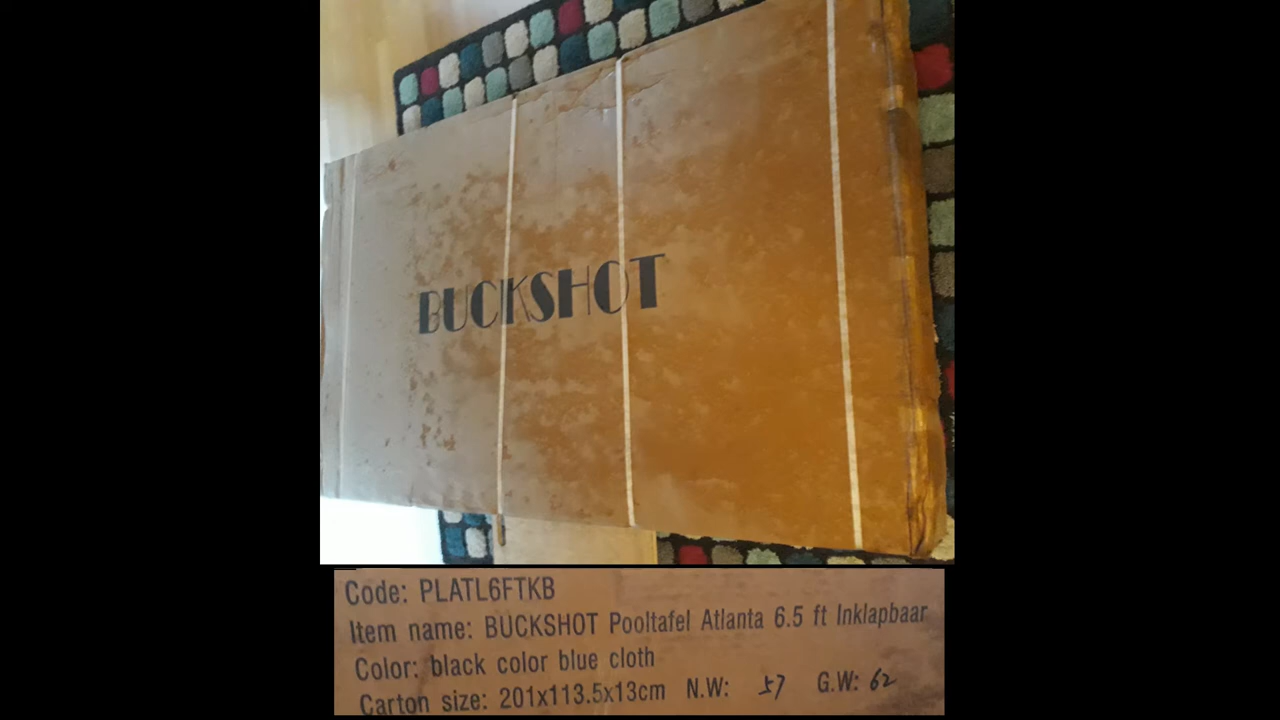 BUCKSHOT
Code: PLATL6FTKB
Item name: BUCKSHOT Pooltafel Atlanta 6.5 ft Inklapbaar
Color: black color blue cloth
Carton size: 201x113.5x13cm N.W: 57 G.W: 62